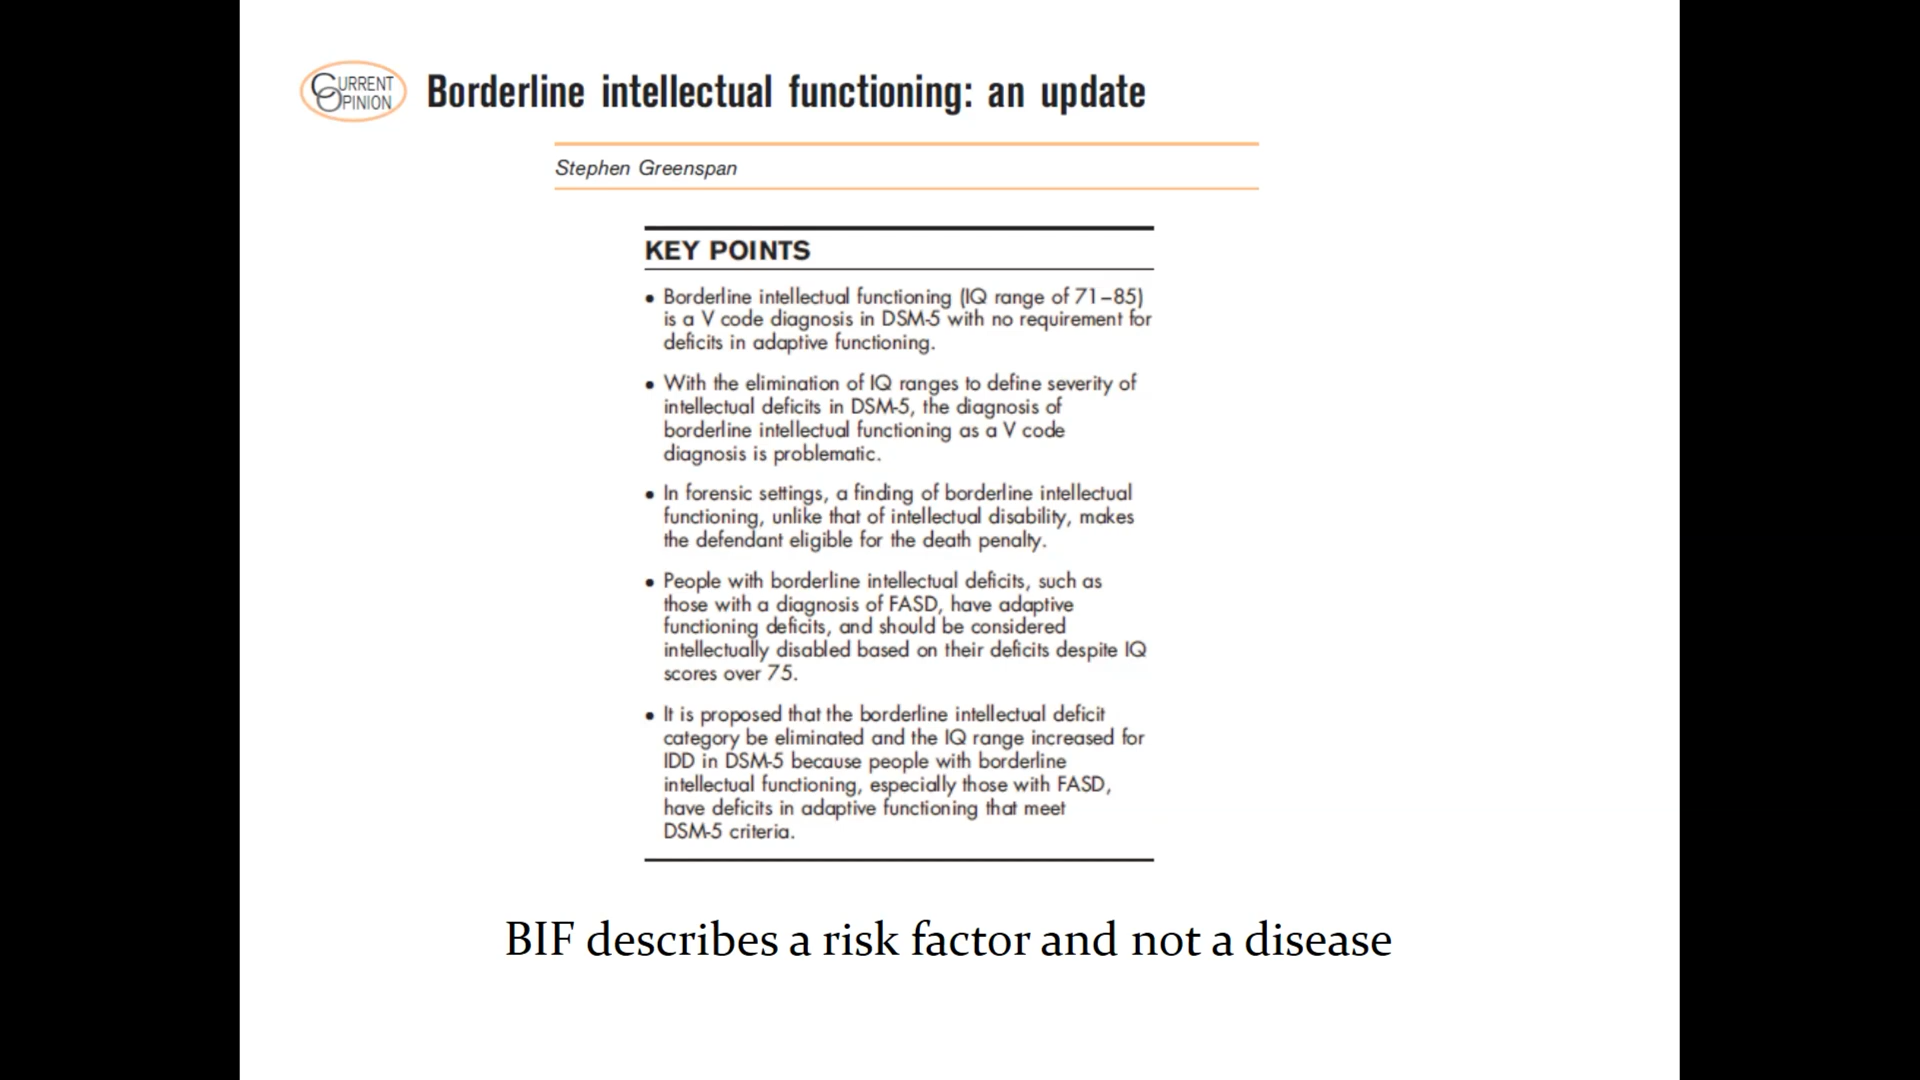 CURRENT
OPINION
Borderline intellectual functioning: an update
Stephen Greenspan
KEY POINTS
• Borderline intellectual functioning (IQ range of 71–85)
is a V code diagnosis in DSM-5 with no requirement for
deficits in adaptive functioning.
• With the elimination of IQ ranges to define severity of
intellectual deficits in DSM-5, the diagnosis of
borderline intellectual functioning as a V code
diagnosis is problematic.
• In forensic settings, a finding of borderline intellectual
functioning, unlike that of intellectual disability, makes
the defendant eligible for the death penalty.
• People with borderline intellectual deficits, such as
those with a diagnosis of FASD, have adaptive
functioning deficits, and should be considered
intellectually disabled based on their deficits despite IQ
scores over 75.
• It is proposed that the borderline intellectual deficit
category be eliminated and the IQ range increased for
IDD in DSM-5 because people with borderline
intellectual functioning, especially those with FASD,
have deficits in adaptive functioning that meet
DSM-5 criteria.
BIF describes a risk factor and not a disease